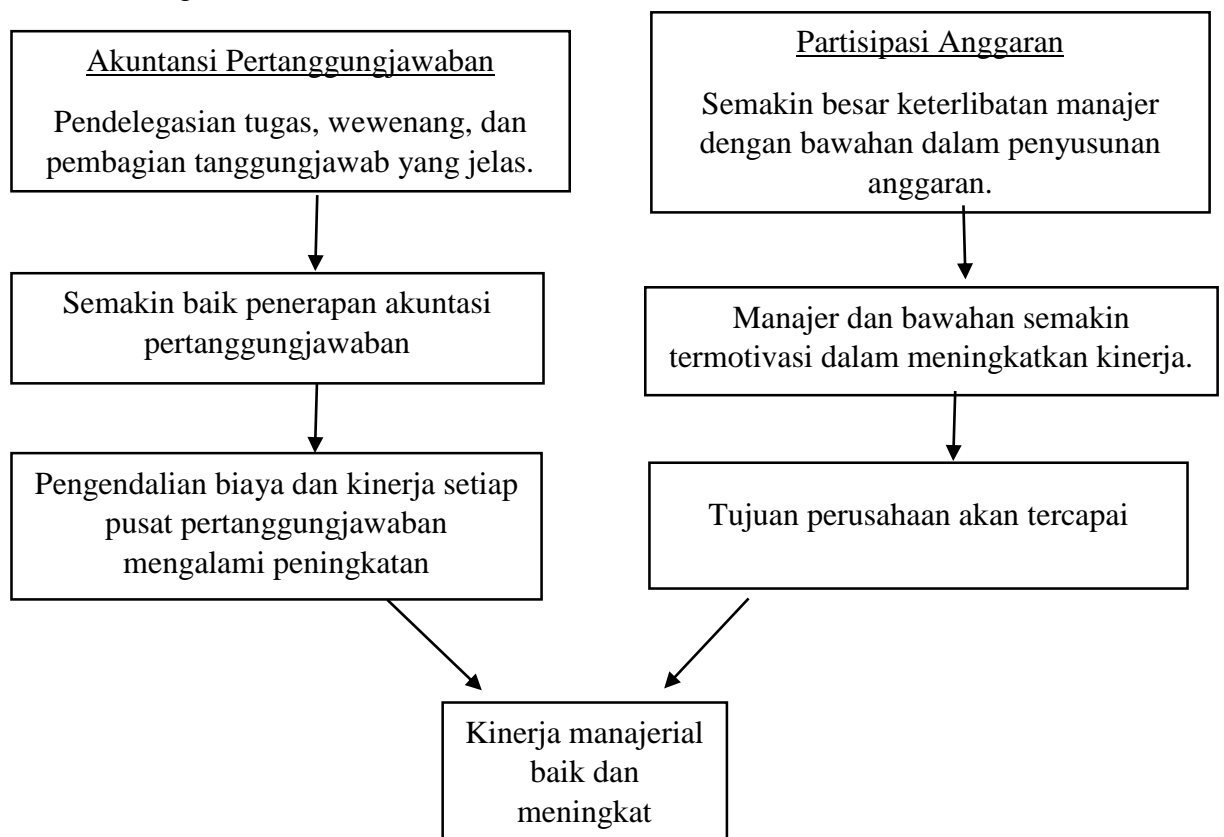 Akuntansi Pertanggungjawaban
Pendelegasian tugas, wewenang, dan
pembagian tanggungjawab yang jelas.
Partisipasi Anggaran
Semakin besar keterlibatan manajer
dengan bawahan dalam penyusunan
anggaran.
Semakin baik penerapan akuntasi
pertanggungjawaban
Manajer dan bawahan semakin
termotivasi dalam meningkatkan kinerja.
Pengendalian biaya dan kinerja setiap
pusat pertanggungjawaban
mengalami peningkatan
Tujuan perusahaan akan tercapai
Kinerja manajerial
baik dan
meningkat